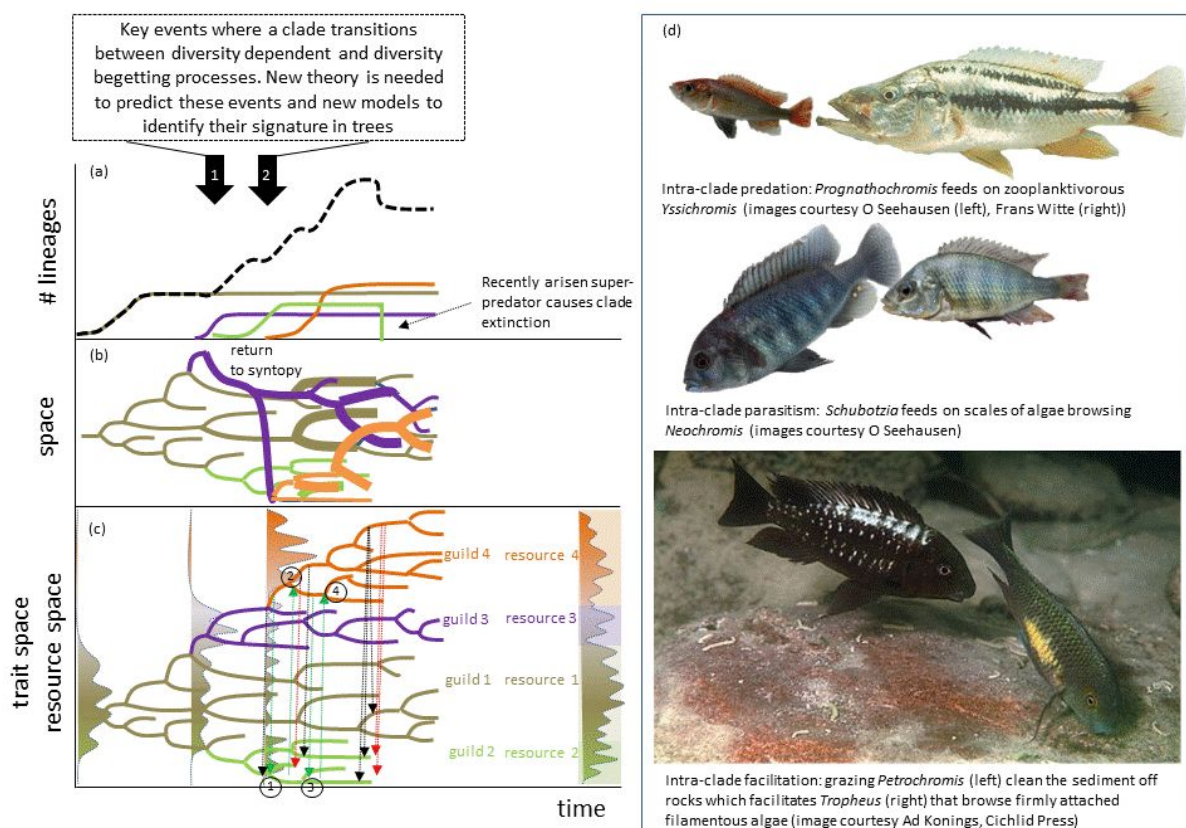 Key events where a clade transitions
between diversity dependent and diversity
begetting processes. New theory is needed
to predict these events and new models to
identify their signature in trees
1
2
(a)
# lineages
Recently arisen super-
predator causes clade
extinction
(b)
return
to syntopy
space
(c)
trait space
resource space
2
4
guild 4 resource 4
guild 3 resource 3
guild 1 resource 1
guild 2 resource 2
1
3
time
(d)
Intra-clade predation: Prognathochromis feeds on zooplanktivorous
Yssichromis (images courtesy O Seehausen (left), Frans Witte (right))
Intra-clade parasitism: Schubotzia feeds on scales of algae browsing
Neochromis (images courtesy O Seehausen)
Intra-clade facilitation: grazing Petrochromis (left) clean the sediment off
rocks which facilitates Tropheus (right) that browse firmly attached
filamentous algae (image courtesy Ad Konings, Cichlid Press)